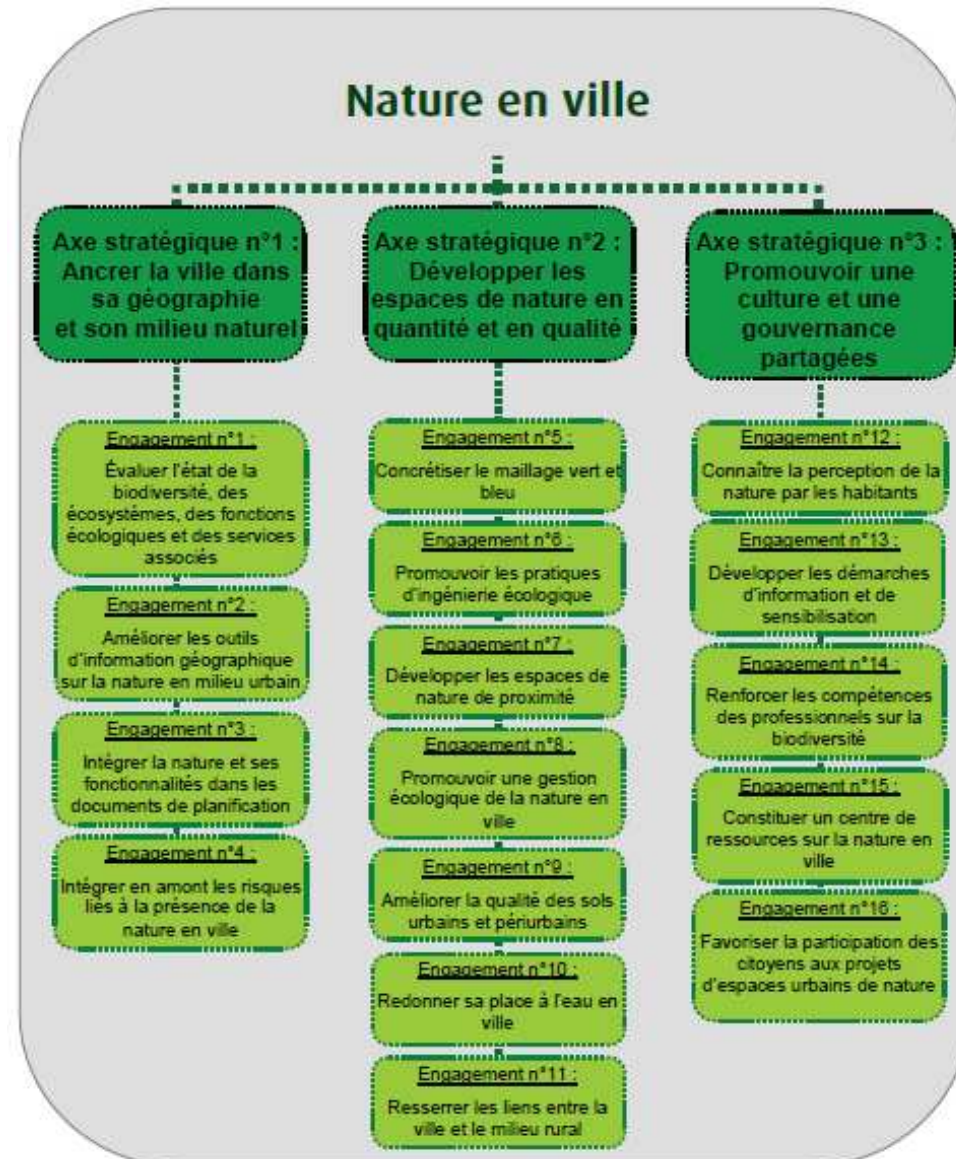 Nature en ville
Axe stratégique n°1 :
Ancrer la ville dans
sa géographie
et son milieu naturel
Engagement n°1 :
Évaluer l'état de la
biodiversité, des
écosystèmes, des fonctions
écologiques et des services
associés
Engagement n°2 :
Améliorer les outils
d'information géographique
sur la nature en milieu urbain
Engagement n°3 :
Intégrer la nature et ses
fonctionnalités dans les
documents de planification
Engagement n°4 :
Intégrer en amont les risques
liés à la présence de la
nature en ville
Axe stratégique n°2 :
Développer les
espaces de nature en
quantité et en qualité
Engagement n°5 :
Concrétiser le maillage vert et
bleu
Engagement n°6 :
Promouvoir les pratiques
d'ingénierie écologique
Engagement n°7 :
Développer les espaces de
nature de proximité
Engagement n°8 :
Promouvoir une gestion
écologique de la nature en
ville
Engagement n°9 :
Améliorer la qualité des sols
urbains et périurbains
Engagement n°10 :
Redonner sa place à l'eau en
ville
Engagement n°11 :
Resserrer les liens entre la
ville et le milieu rural
Axe stratégique n°3 :
Promouvoir une
culture et une
gouvernance
partagées
Engagement n°12 :
Connaître la perception de la
nature par les habitants
Engagement n°13 :
Développer les démarches
d'information et de
sensibilisation
Engagement n°14 :
Renforcer les compétences
des professionnels sur la
biodiversité
Engagement n°15 :
Constituer un centre de
ressources sur la nature en
ville
Engagement n°16 :
Favoriser la participation des
citoyens aux projets
d'espaces urbains de nature